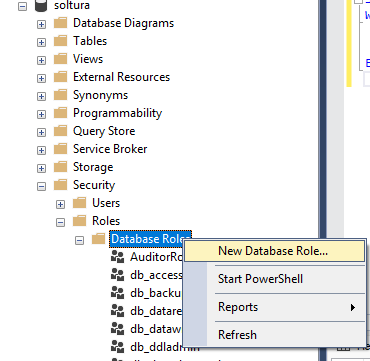 soltura
Database Diagrams
Tables
Views
External Resources
Synonyms
Programmability
Query Store
Service Broker
Storage
Security
Users
Roles
Database Role
New Database Role...
AuditorRo
Start PowerShell
db_access
db_backu
Reports
db_datare
db_dataw
Refresh
db_ddladmin